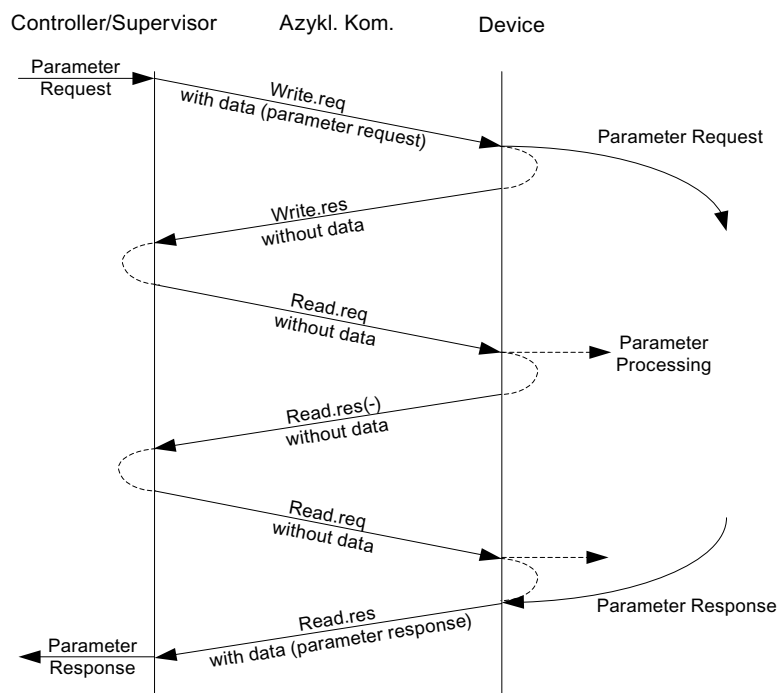 Controller/Supervisor
Azykl. Kom.
Device
Parameter
Request
Write.req
with data (parameter request)
Parameter Request
Write.res
without data
Read.req
without data
Parameter
Processing
Read.res(-)
without data
Read.req
without data
Parameter Response
Read.res
with data (parameter response)
Parameter
Response